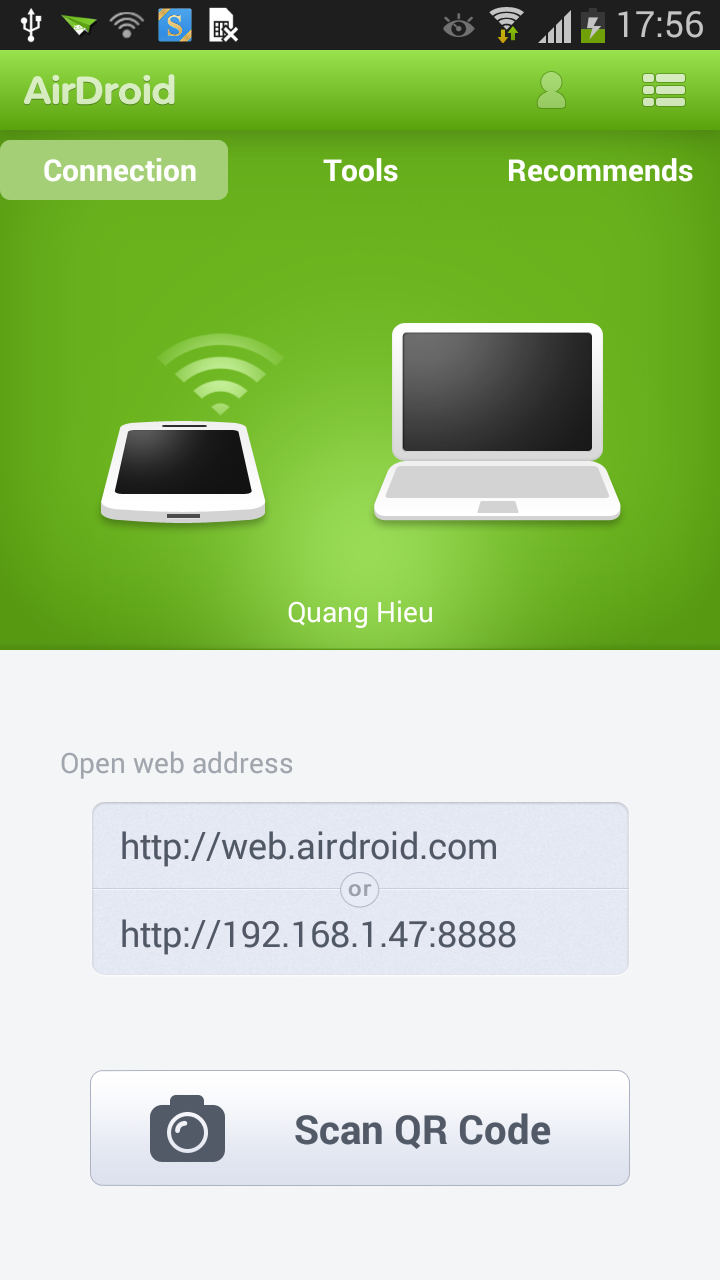 S 17:56
AirDroid
Connection Tools Recommends
Quang Hieu
Open web address
http://web.airdroid.com
or
http://192.168.1.47:8888
Scan QR Code